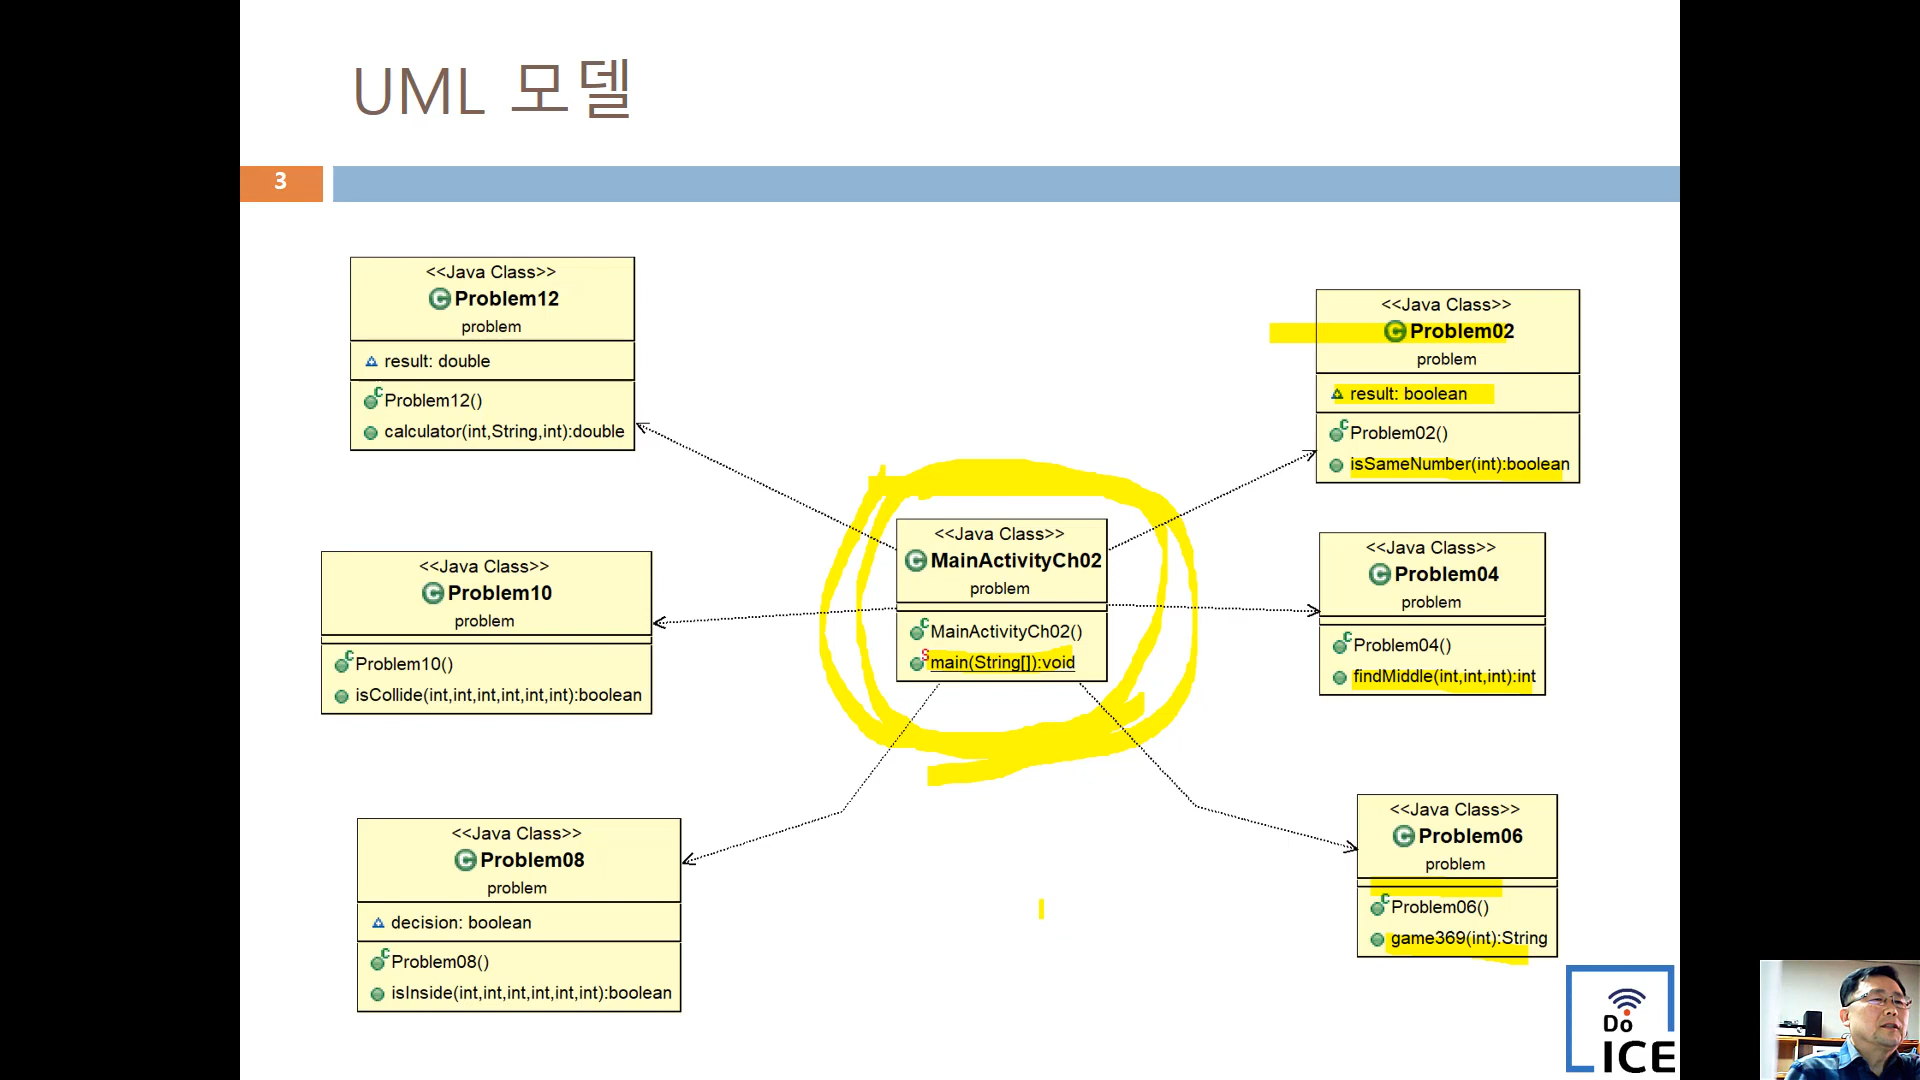 UML 모델
3
<<Java Class>>
Problem12
problem
result: double
Problem12()
calculator(int,String,int):double
<<Java Class>>
Problem02
problem
result: boolean
Problem02()
isSameNumber(int):boolean
<<Java Class>>
MainActivityCh02
problem
MainActivityCh02()
main(String[]):void
<<Java Class>>
Problem10
problem
Problem10()
isCollide(int,int,int,int,int,int):boolean
<<Java Class>>
Problem04
problem
Problem04()
findMiddle(int,int,int):int
<<Java Class>>
Problem08
problem
decision: boolean
Problem08()
isInside(int,int,int,int,int,int):boolean
<<Java Class>>
Problem06
problem
Problem06()
game369(int):String
Do
ICE